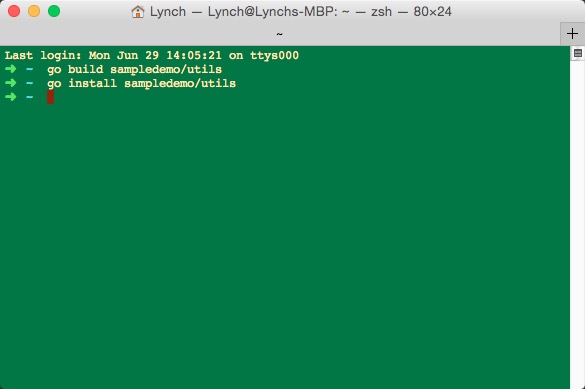 Lynch — Lynch@Lynchs-MBP: ~ — zsh — 80×24
~
Last login: Mon Jun 29 14:05:21 on ttys000
➜ ~ go build sampledemo/utils
➜ ~ go install sampledemo/utils
➜ ~